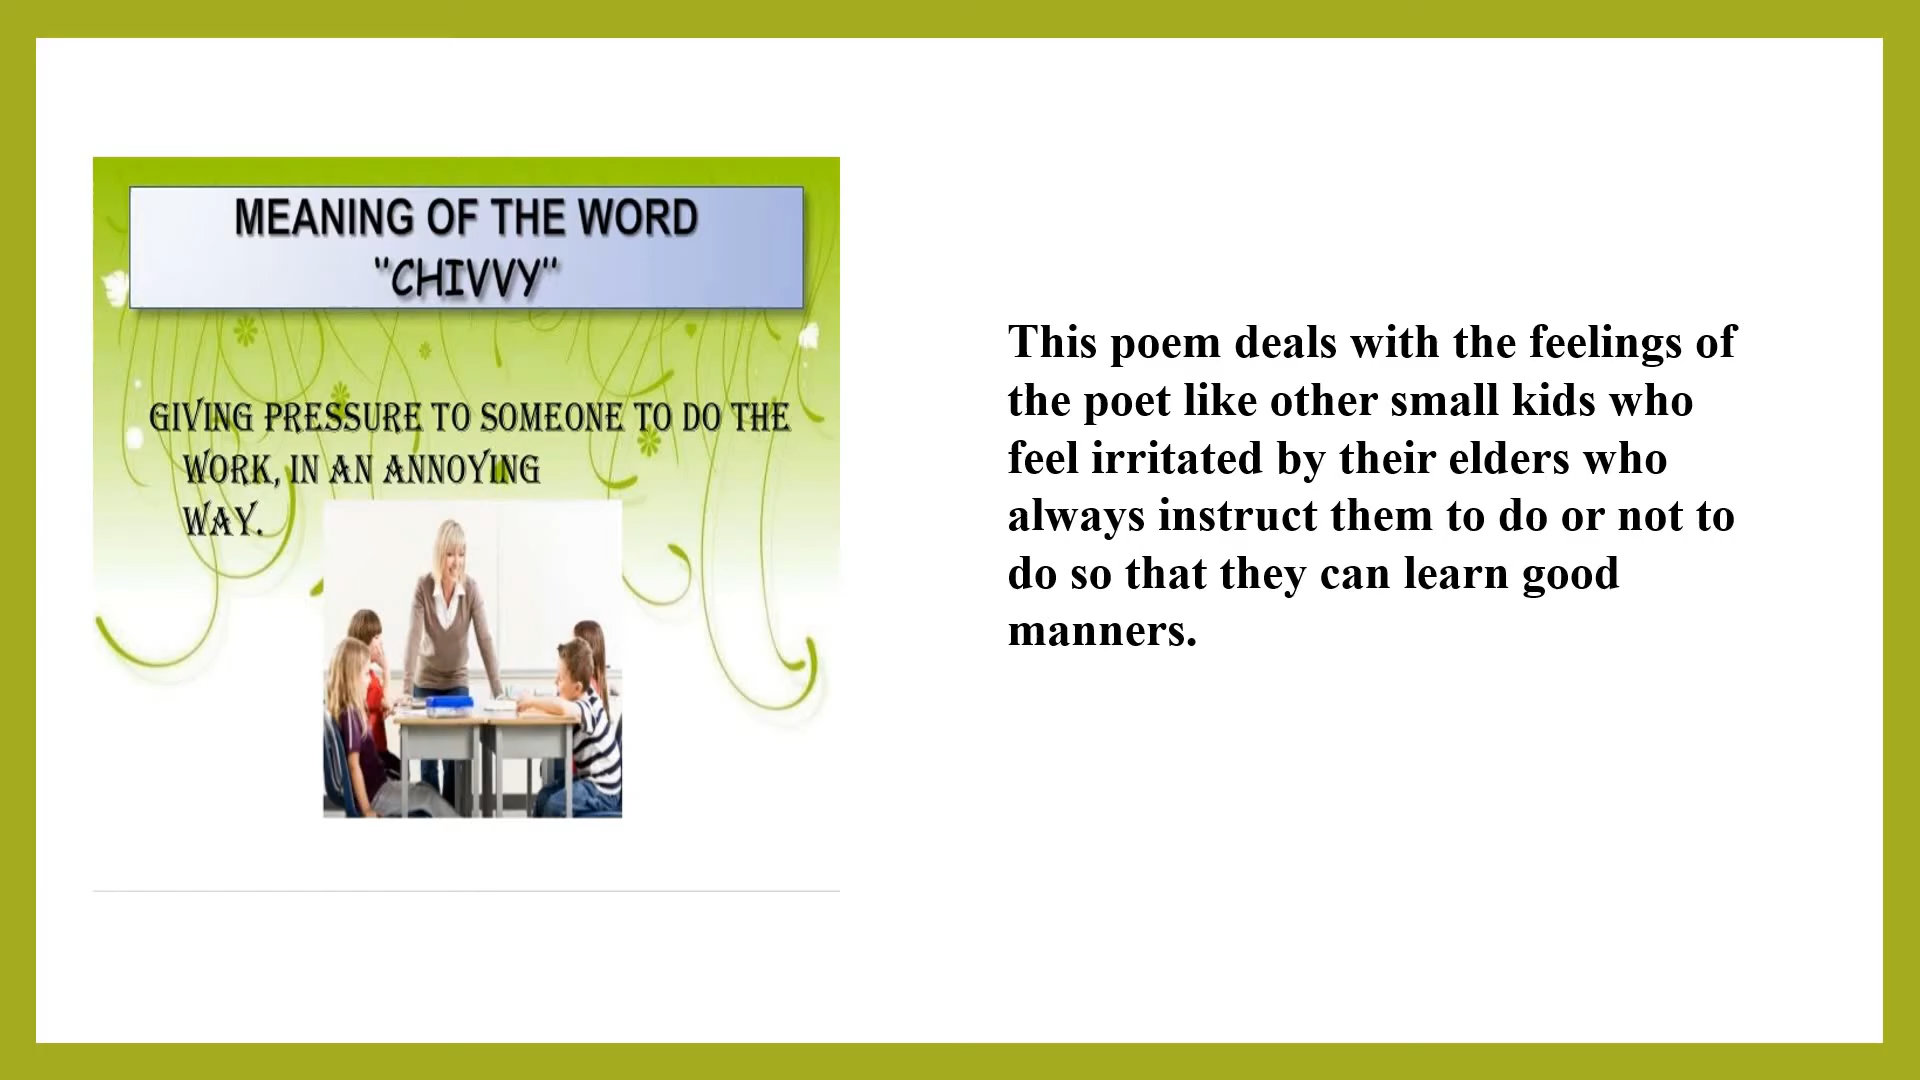 MEANING OF THE WORD
"CHIVVY"
GIVING PRESSURE TO SOMEONE TO DO THE
WORK, IN AN ANNOYING
WAY.
This poem deals with the feelings of
the poet like other small kids who
feel irritated by their elders who
always instruct them to do or not to
do so that they can learn good
manners.